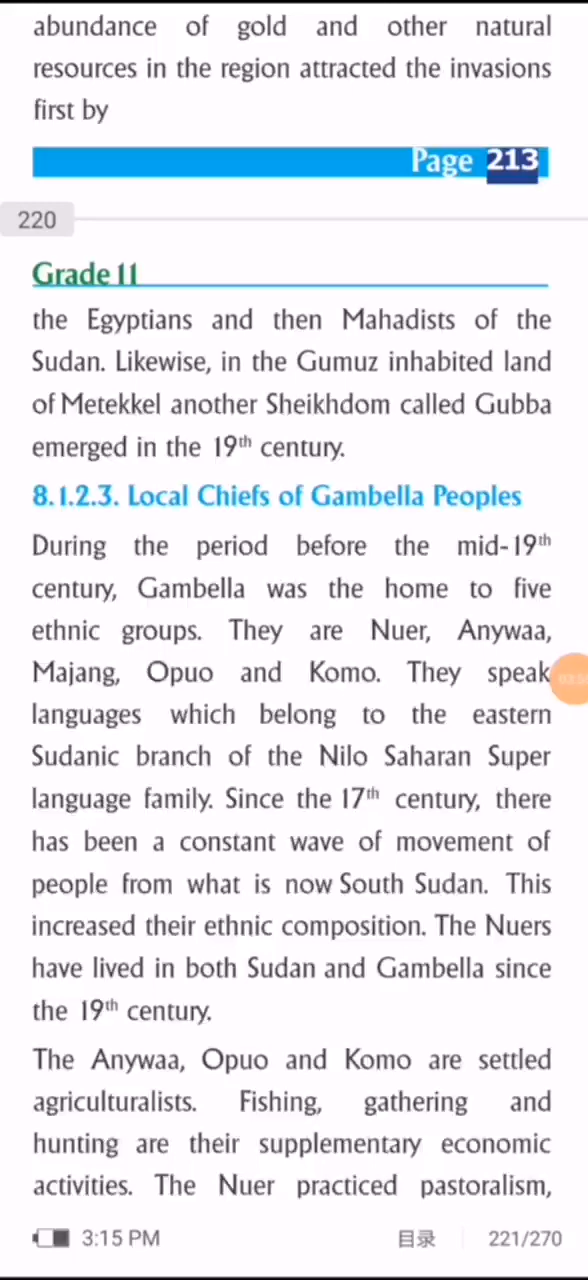 abundance of gold and other natural
resources in the region attracted the invasions
first by
Page 213
220
Grade 11
the Egyptians and then Mahadists of the
Sudan. Likewise, in the Gumuz inhabited land
of Metekkel another Sheikhdom called Gubba
emerged in the 19th century.
8.1.2.3. Local Chiefs of Gambella Peoples
During the period before the mid-19th
century, Gambella was the home to five
ethnic groups. They are Nuer, Anywaa,
Majang, Opuo and Komo. They speak
languages which belong to the eastern
Sudanic branch of the Nilo Saharan Super
language family. Since the 17th century, there
has been a constant wave of movement of
people from what is now South Sudan. This
increased their ethnic composition. The Nuers
have lived in both Sudan and Gambella since
the 19th century.
The Anywaa, Opuo and Komo are settled
agriculturalists. Fishing, gathering and
hunting are their supplementary economic
activities. The Nuer practiced pastoralism,
3:15 PM 目录 221/270